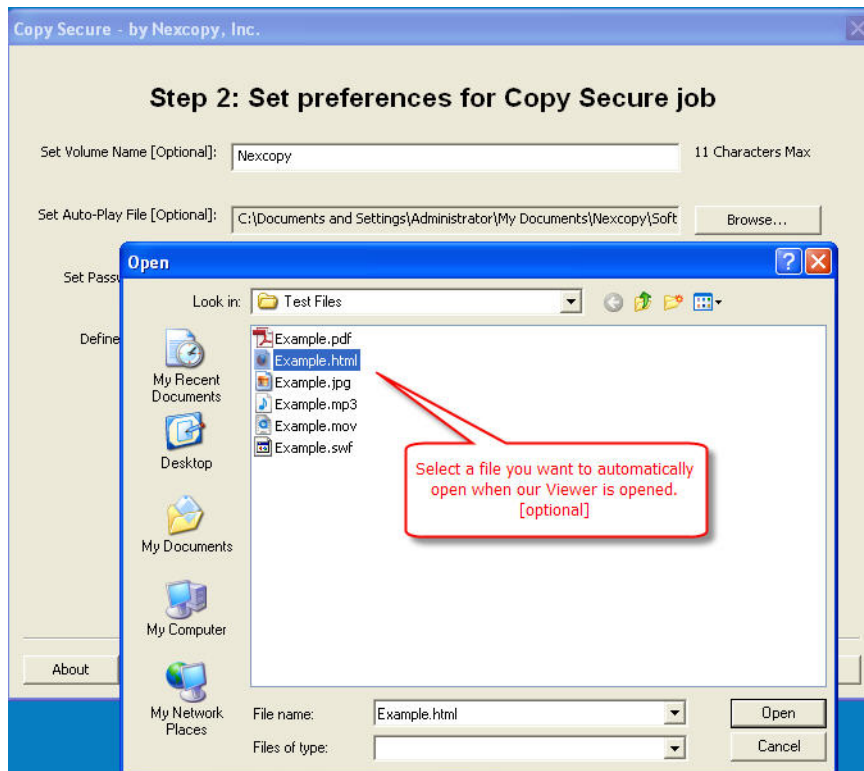 Copy Secure - by Nexcopy, Inc.
Step 2: Set preferences for Copy Secure job
Set Volume Name [Optional]:
Nexcopy
11 Characters Max
Set Auto-Play File [Optional]:
C:\Documents and Settings\Administrator\My Documents\Nexcopy\Soft
Browse...
Open
Set Passw
Define
Look in:
Test Files
My Recent
Documents
Desktop
My Documents
My Computer
My Network
Places
Example.pdf
Example.html
Example.jpg
Example.mp3
Example.mov
Example.swf
Select a file you want to automatically
open when our Viewer is opened.
[optional]
About
File name:
Example.html
Open
Files of type:
Cancel